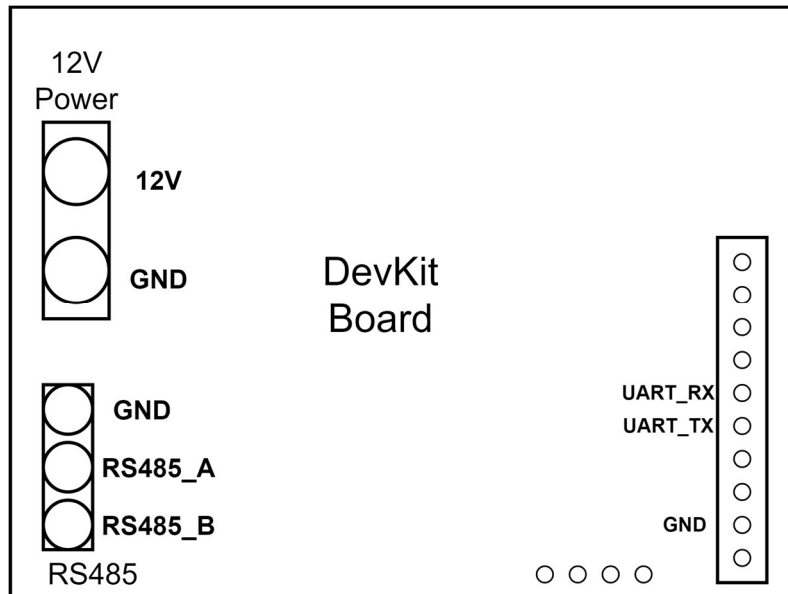 12V
Power
12V
GND
DevKit
Board
GND
RS485_A
RS485_B
RS485
UART_RX
UART_TX
GND